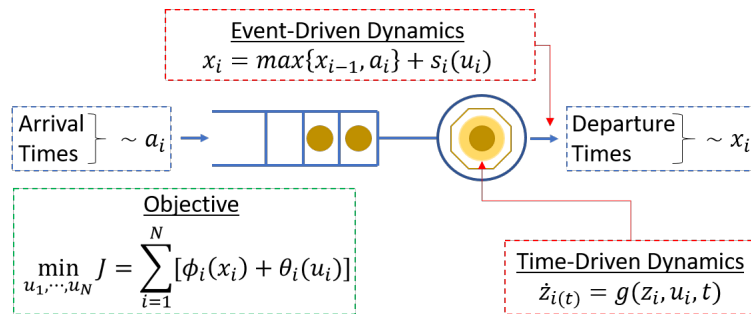 Event-Driven Dynamics
x_i = max{x_{i-1}, a_i} + s_i(u_i)
Arrival
Times
~ a_i
Departure
Times
~ x_i
Objective
min_{u_1,⋯,u_N} J = ∑_{i=1}^{N} [ϕ_i(x_i) + θ_i(u_i)]
Time-Driven Dynamics
ż_{i(t)} = g(z_i, u_i, t)